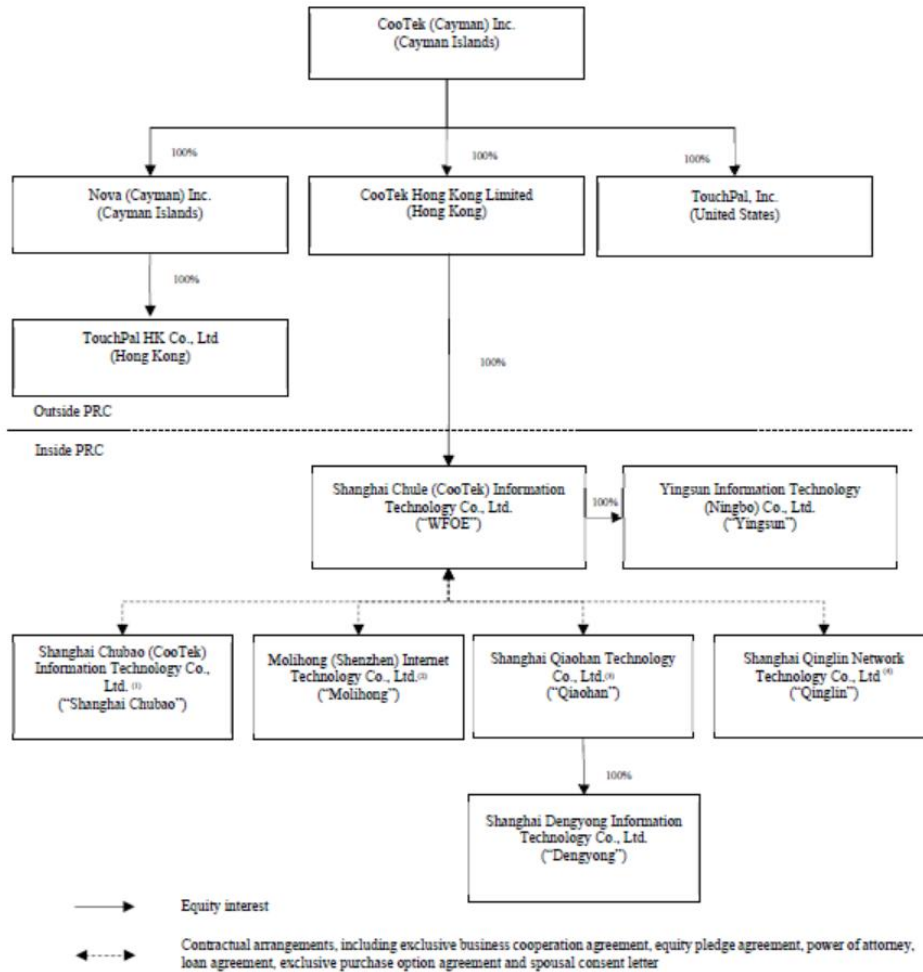 CooTek (Cayman) Inc.
(Cayman Islands)
100%
100%
100%
Nova (Cayman) Inc.
(Cayman Islands)
CooTek Hong Kong Limited
(Hong Kong)
TouchPal, Inc.
(United States)
100%
TouchPal HK Co., Ltd
(Hong Kong)
100%
Outside PRC
Inside PRC
Shanghai Chule (CooTek) Information
Technology Co., Ltd.
(“WFOE”)
100%
Yingsun Information Technology
(Ningbo) Co., Ltd.
(“Yingsun”)
Shanghai Chubao (CooTek)
Information Technology Co.,
Ltd. (1)
(“Shanghai Chubao”)
Molihong (Shenzhen) Internet
Technology Co., Ltd.(2)
(“Molihong”)
Shanghai Qiaohan Technology
Co., Ltd.(3)
(“Qiaohan”)
Shanghai Qinglin Network
Technology Co., Ltd (4)
(“Qinglin”)
100%
Shanghai Dengyong Information
Technology Co., Ltd.
(“Dengyong”)
Equity interest
Contractual arrangements, including exclusive business cooperation agreement, equity pledge agreement, power of attorney,
loan agreement, exclusive purchase option agreement and spousal consent letter